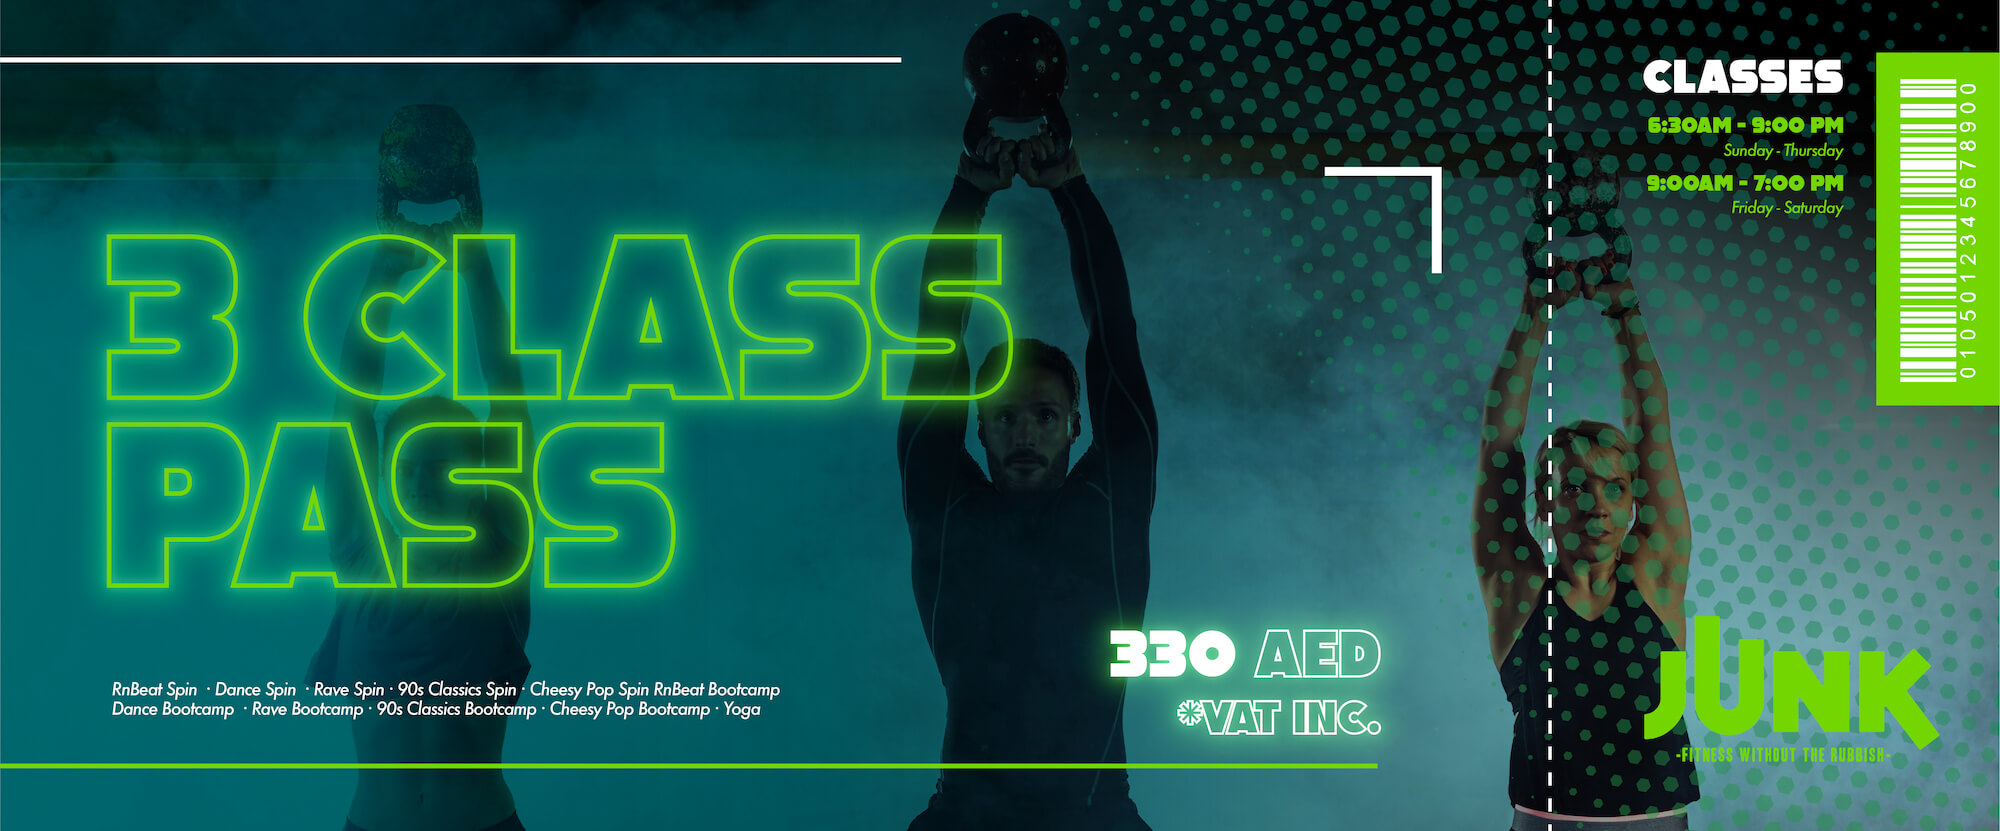 3 CLASS
PASS
RnBeat Spin · Dance Spin · Rave Spin · 90s Classics Spin · Cheesy Pop Spin RnBeat Bootcamp
Dance Bootcamp · Rave Bootcamp · 90s Classics Bootcamp · Cheesy Pop Bootcamp · Yoga
330 AED
*VAT INC.
CLASSES
6:30AM - 9:00 PM
Sunday - Thursday
9:00AM - 7:00 PM
Friday - Saturday
0105012345678900
JUNK
-FITNESS WITHOUT THE RUBBISH-